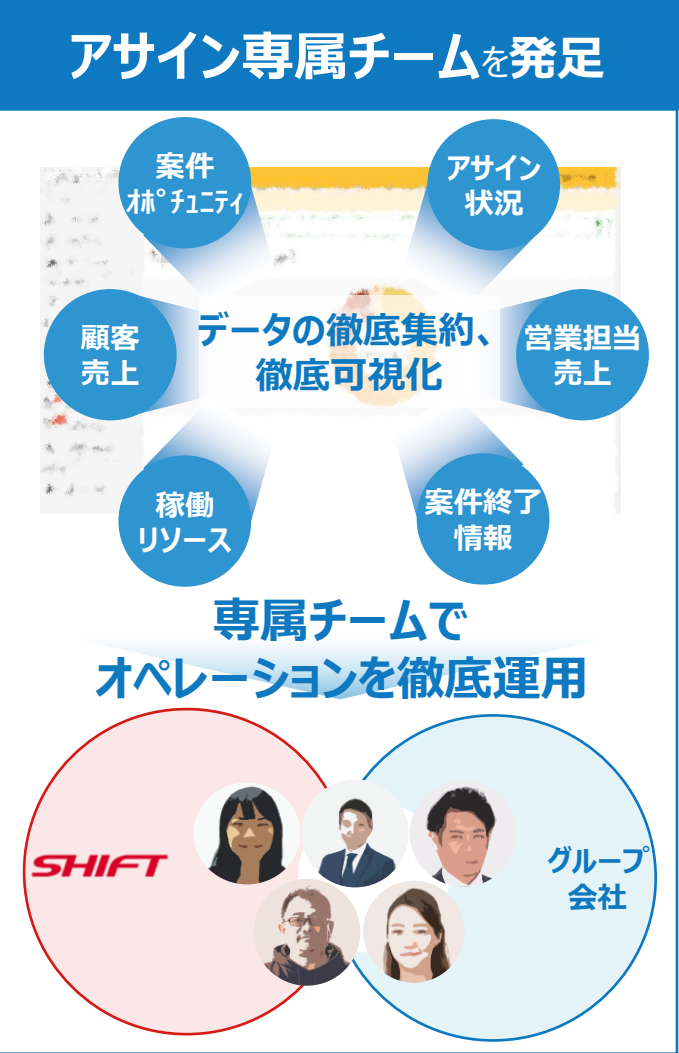 アサイン専属チームを発足
案件
オポチュニティ
アサイン
状況
データの徹底集約、
徹底可視化
顧客
売上
営業担当
売上
稼働
リソース
案件終了
情報
専属チームで
オペレーションを徹底運用
SHIFT
グループ
会社